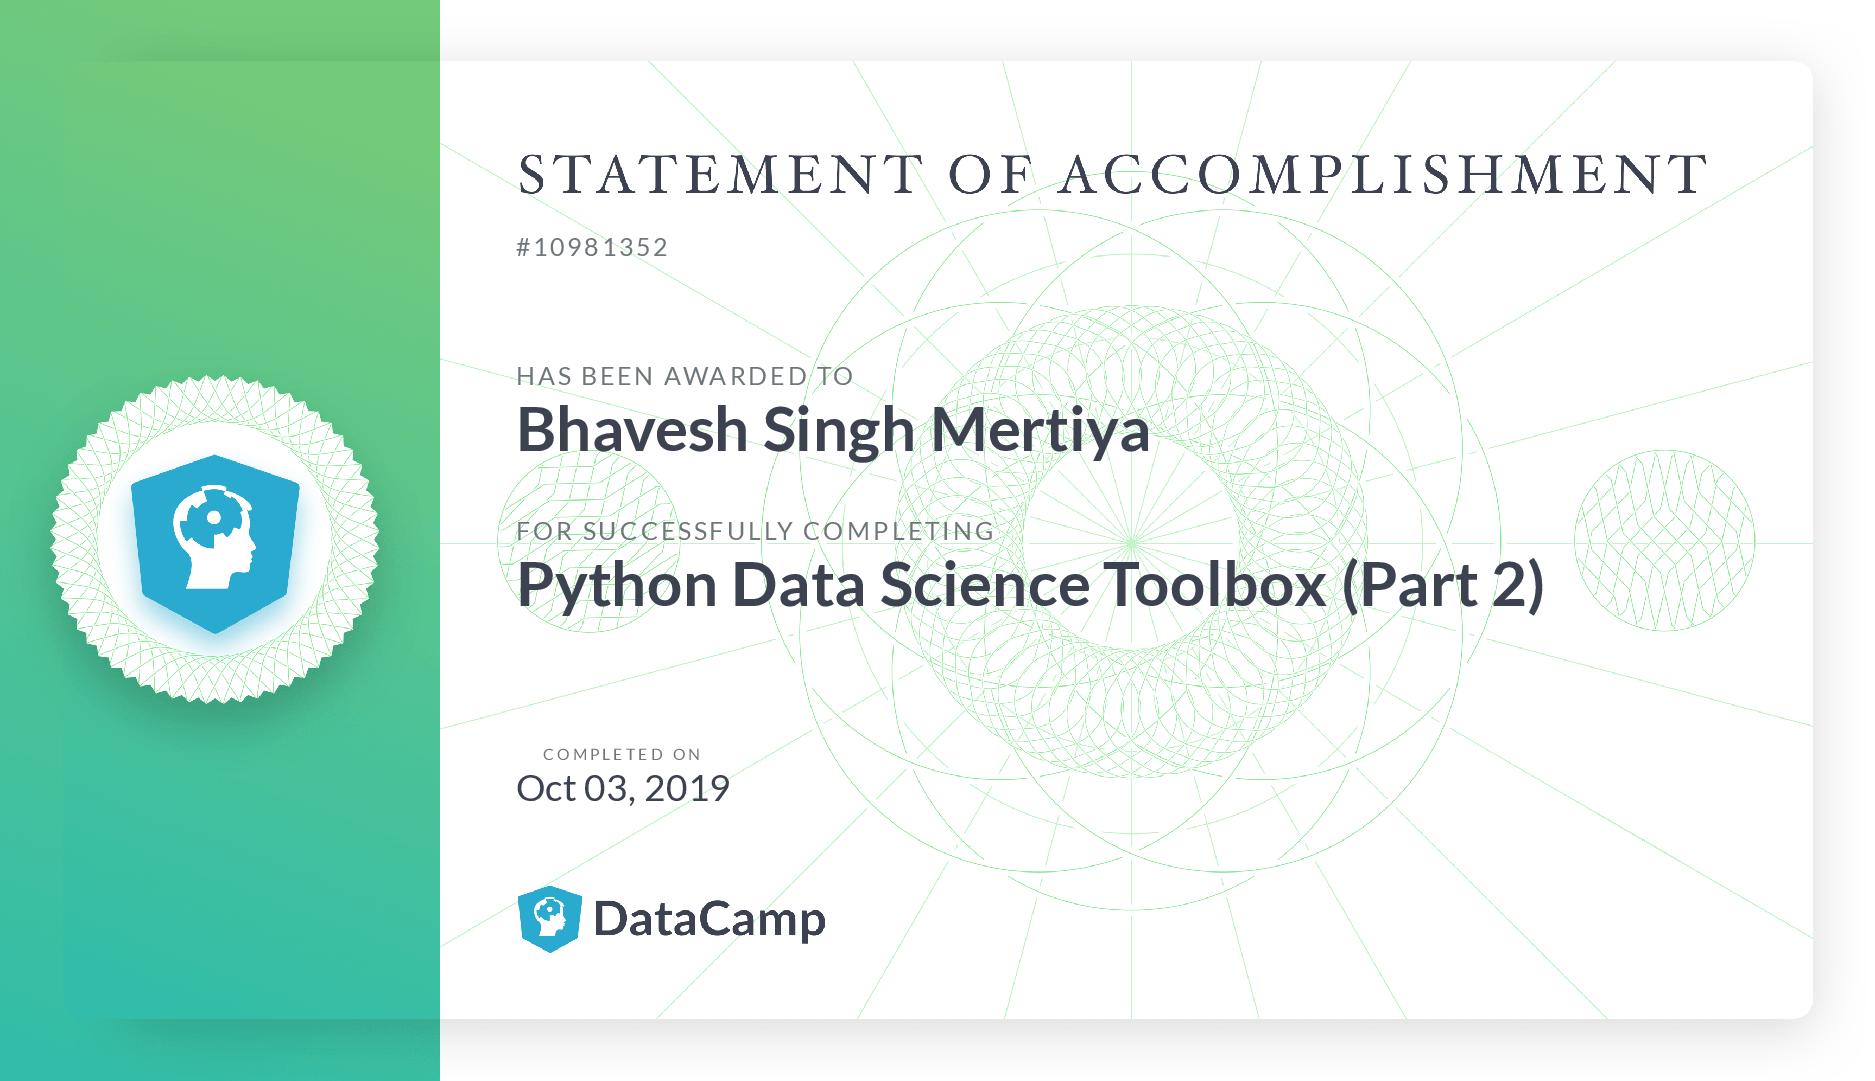 STATEMENT OF ACCOMPLISHMENT
#10981352
HAS BEEN AWARDED TO
Bhavesh Singh Mertiya
FOR SUCCESSFULLY COMPLETING
Python Data Science Toolbox (Part 2)
COMPLETED ON
Oct 03, 2019
DataCamp